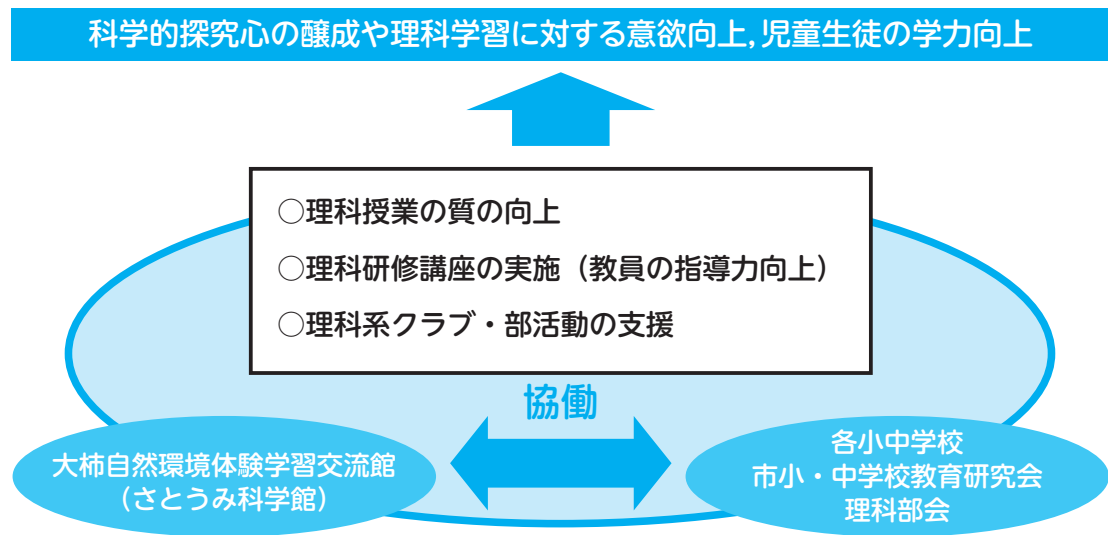 科学的探究心の醸成や理科学習に対する意欲向上,児童生徒の学力向上
○理科授業の質の向上
○理科研修講座の実施（教員の指導力向上）
○理科系クラブ・部活動の支援
協働
大柿自然環境体験学習交流館
（さとうみ科学館）
各小中学校
市小・中学校教育研究会
理科部会